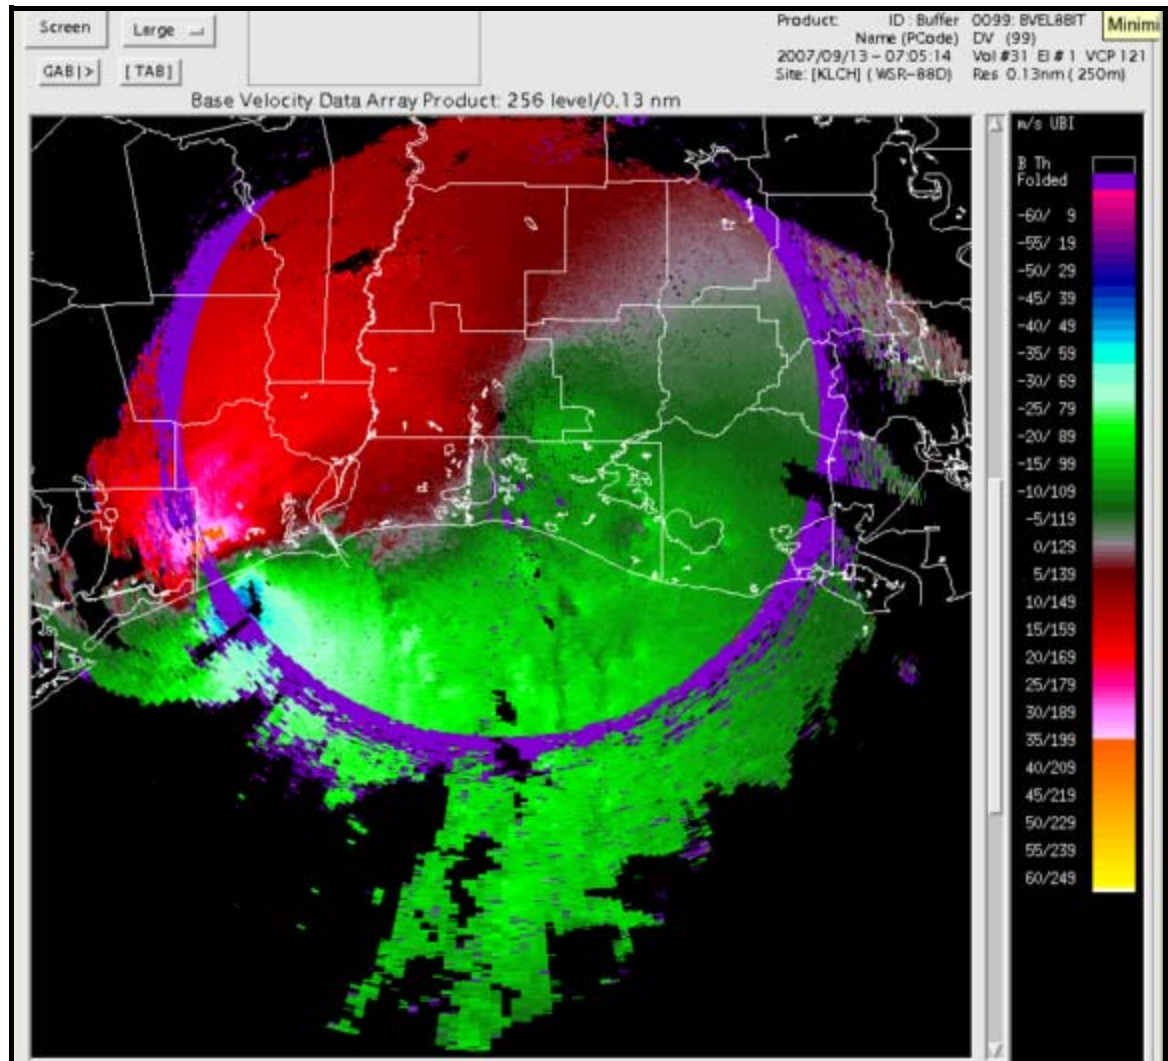 Screen
Large
GAB|>
[TAB]
Product: ID : Buffer 0099: BVEL8BIT
Name (PCode) DV (99)
2007/09/13 – 07:05:14 Vol #31 El # 1 VCP 121
Site: [KLCH] ( WSR–88D) Res 0.13nm ( 250m)
Minimi
Base Velocity Data Array Product: 256 level/0.13 nm
m/s UBI
B Th
Folded
-60/ 9
-55/ 19
-50/ 29
-45/ 39
-40/ 49
-35/ 59
-30/ 69
-25/ 79
-20/ 89
-15/ 99
-10/109
-5/119
0/129
5/139
10/149
15/159
20/169
25/179
30/189
35/199
40/209
45/219
50/229
55/239
60/249